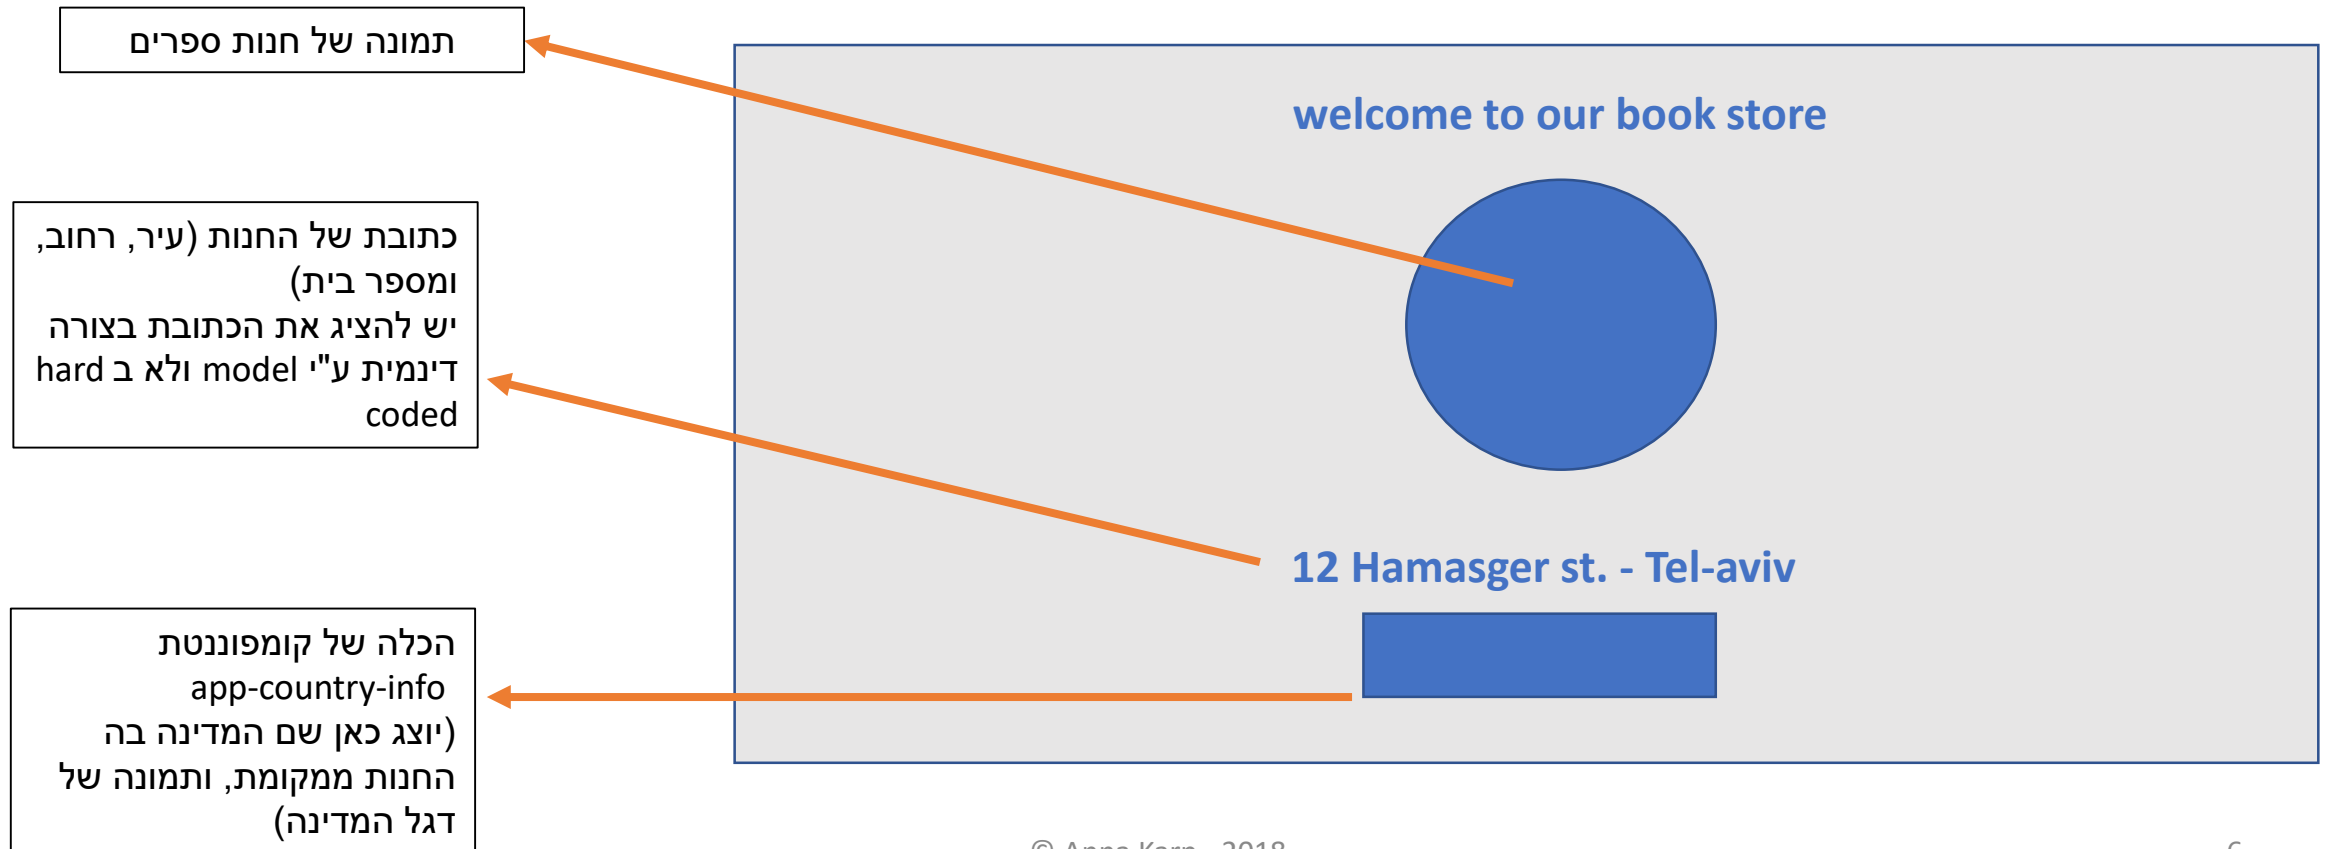 תמונה של חנות ספרים
welcome to our book store
כתובת של החנות (עיר, רחוב,
ומספר בית)
יש להציג את הכתובת בצורה
דינמית ע"י model ולא ב hard
coded
12 Hamasger st. - Tel-aviv
הכלה של קומפוננטת
app-country-info
(יוצג כאן שם המדינה בה
החנות ממקומת, ותמונה של
דגל המדינה)